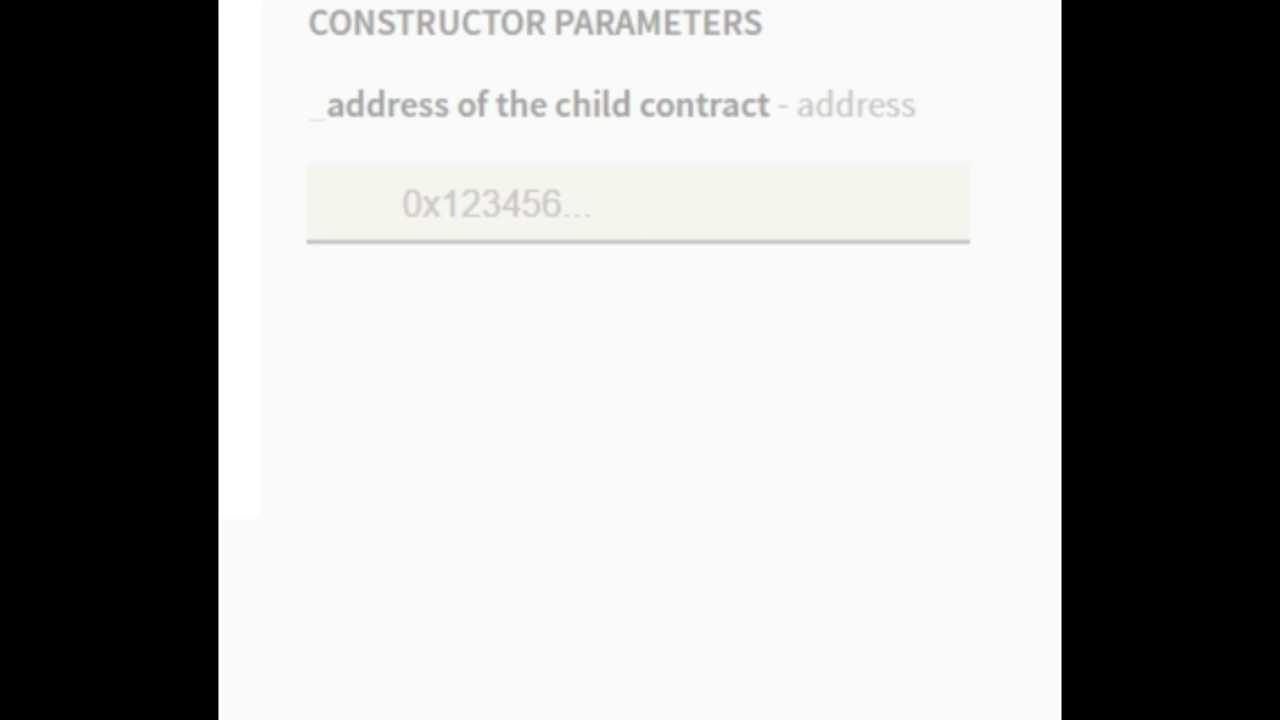 CONSTRUCTOR PARAMETERS
_address of the child contract - address
0x123456...